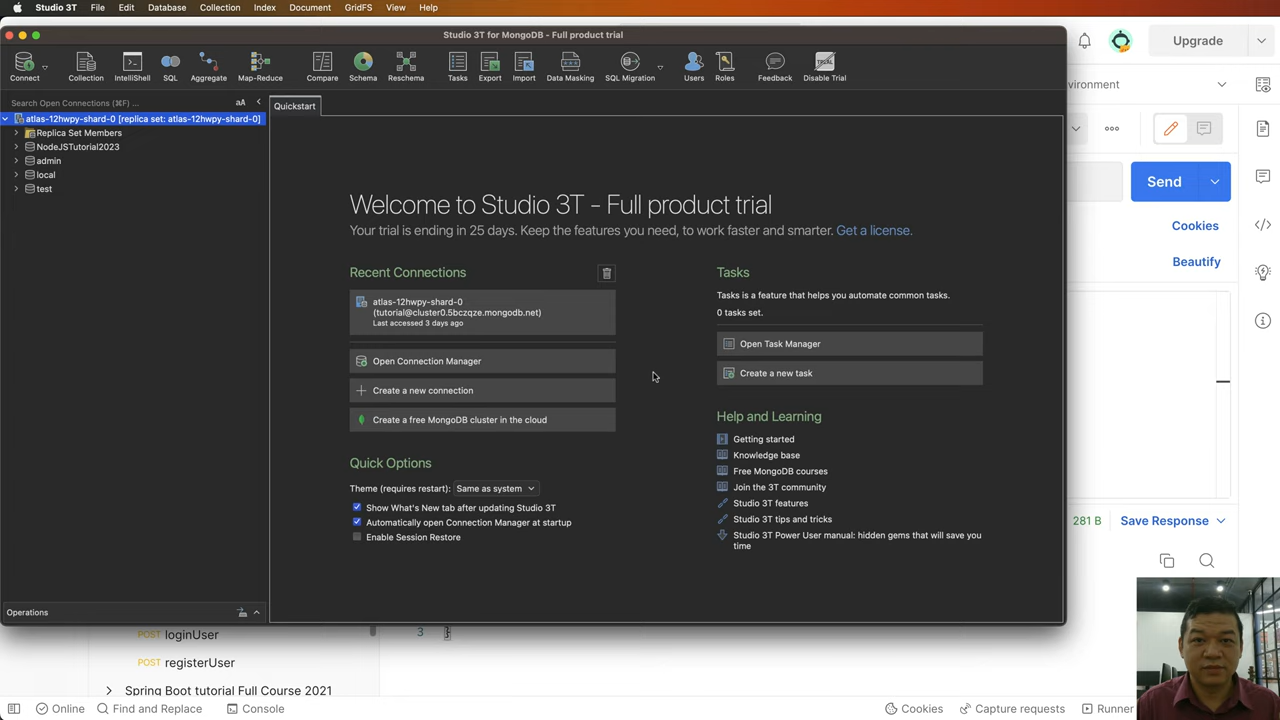 Studio 3T File Edit Database Collection Index Document GridFS View Help
Studio 3T for MongoDB - Full product trial
Upgrade
Connect Collection IntelliShell SQL Aggregate Map-Reduce Compare Schema Reschema Tasks Export Import Data Masking SQL Migration Users Roles Feedback Disable Trial
TRIAL
vironment
Search Open Connections (⌘F) ... aA
Quickstart
atlas-12hwpy-shard-0 [replica set: atlas-12hwpy-shard-0]
Replica Set Members
NodeJSTutorial2023
admin
local
test
Send
Cookies
Beautify
Welcome to Studio 3T - Full product trial
Your trial is ending in 25 days. Keep the features you need, to work faster and smarter. Get a license.
Recent Connections
atlas-12hwpy-shard-0
(tutorial@cluster0.5bczqze.mongodb.net)
Last accessed 3 days ago
Open Connection Manager
Create a new connection
Create a free MongoDB cluster in the cloud
Quick Options
Theme (requires restart): Same as system
Show What's New tab after updating Studio 3T
Automatically open Connection Manager at startup
Enable Session Restore
Tasks
Tasks is a feature that helps you automate common tasks.
0 tasks set.
Open Task Manager
Create a new task
Help and Learning
Getting started
Knowledge base
Free MongoDB courses
Join the 3T community
Studio 3T features
Studio 3T tips and tricks
Studio 3T Power User manual: hidden gems that will save you
time
281 B Save Response
Operations
POST loginUser
3 }
POST registerUser
Spring Boot tutorial Full Course 2021
Online Find and Replace Console Cookies Capture requests Runner